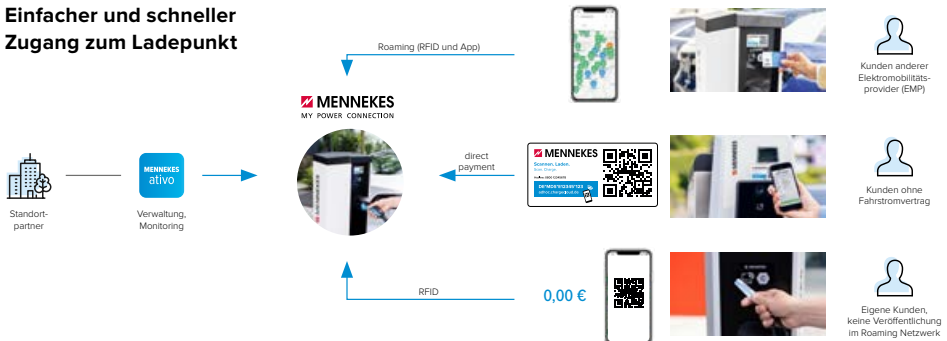 Einfacher und schneller
Zugang zum Ladepunkt
Roaming (RFID und App)
Kunden anderer
Elektromobilitäts-
provider (EMP)
MENNEKES
MY POWER CONNECTION
MENNEKES
ativo
Standort-
partner
Verwaltung,
Monitoring
direct
payment
MENNEKES
Scannen. Laden.
Kunden ohne
Fahrstromvertrag
RFID
0,00 €
Eigene Kunden,
keine Veröffentlichung
im Roaming Netzwerk